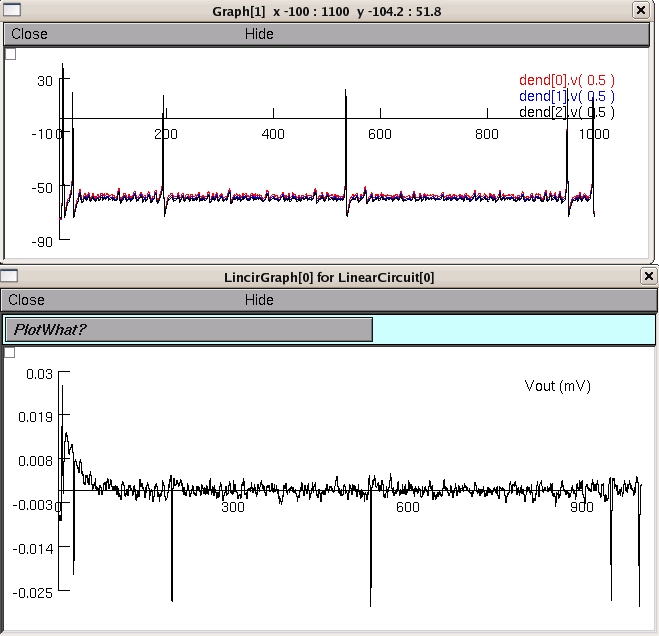 Graph[1] x -100 : 1100 y -104.2 : 51.8
Close Hide
30
dend[0].v( 0.5 )
dend[1].v( 0.5 )
dend[2].v( 0.5 )
-100 200 400 600 800 1000
-50
-90
LincirGraph[0] for LinearCircuit[0]
Close Hide
PlotWhat?
0.03
Vout (mV)
0.019
0.008
-0.003 300 600 900
-0.014
-0.025